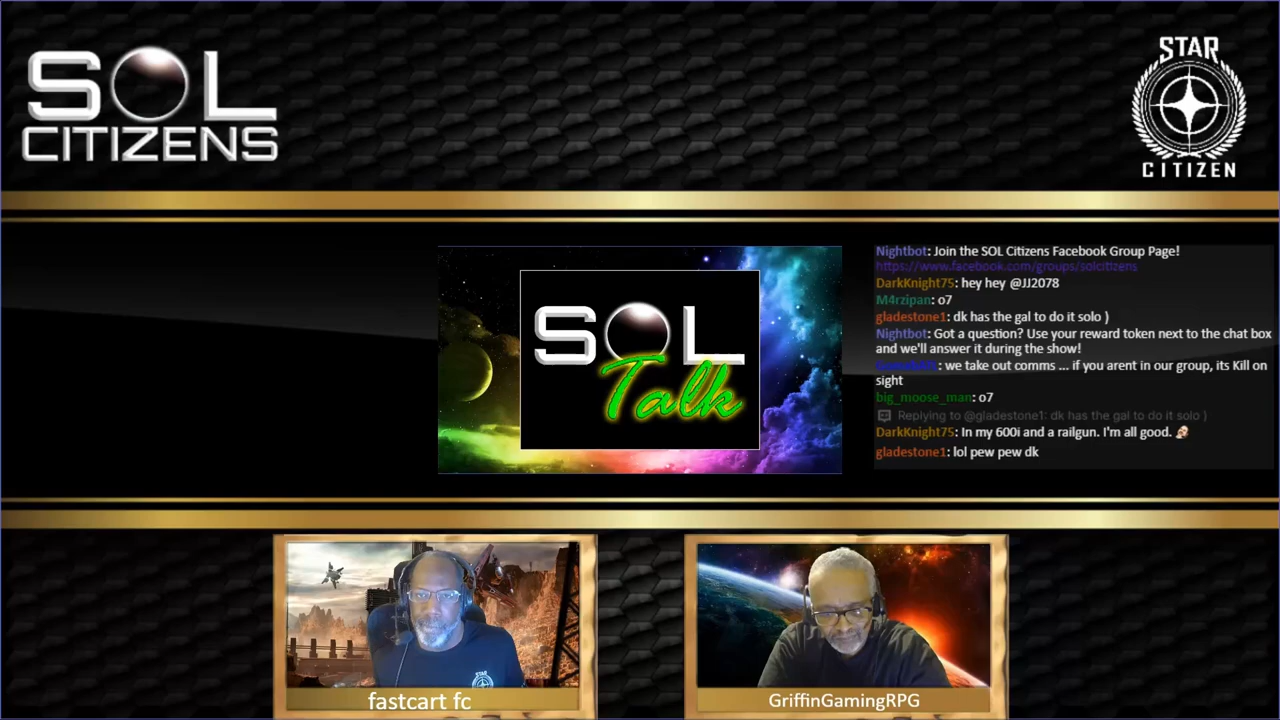 SOL
CITIZENS
STAR
CITIZEN
SOL
Talk
Nightbot: Join the SOL Citizens Facebook Group Page!
https://www.facebook.com/groups/solcitizens
DarkKnight75: hey hey @JJ2078
M4rzipan: o7
gladestone1: dk has the gal to do it solo )
Nightbot: Got a question? Use your reward token next to the chat box
and we'll answer it during the show!
: we take out comms ... if you arent in our group, its Kill on
sight
big_moose_man: o7
Replying to @gladestone1: dk has the gal to do it solo )
DarkKnight75: In my 600i and a railgun. I'm all good.
gladestone1: lol pew pew dk
STAR
fastcart fc
GriffinGamingRPG